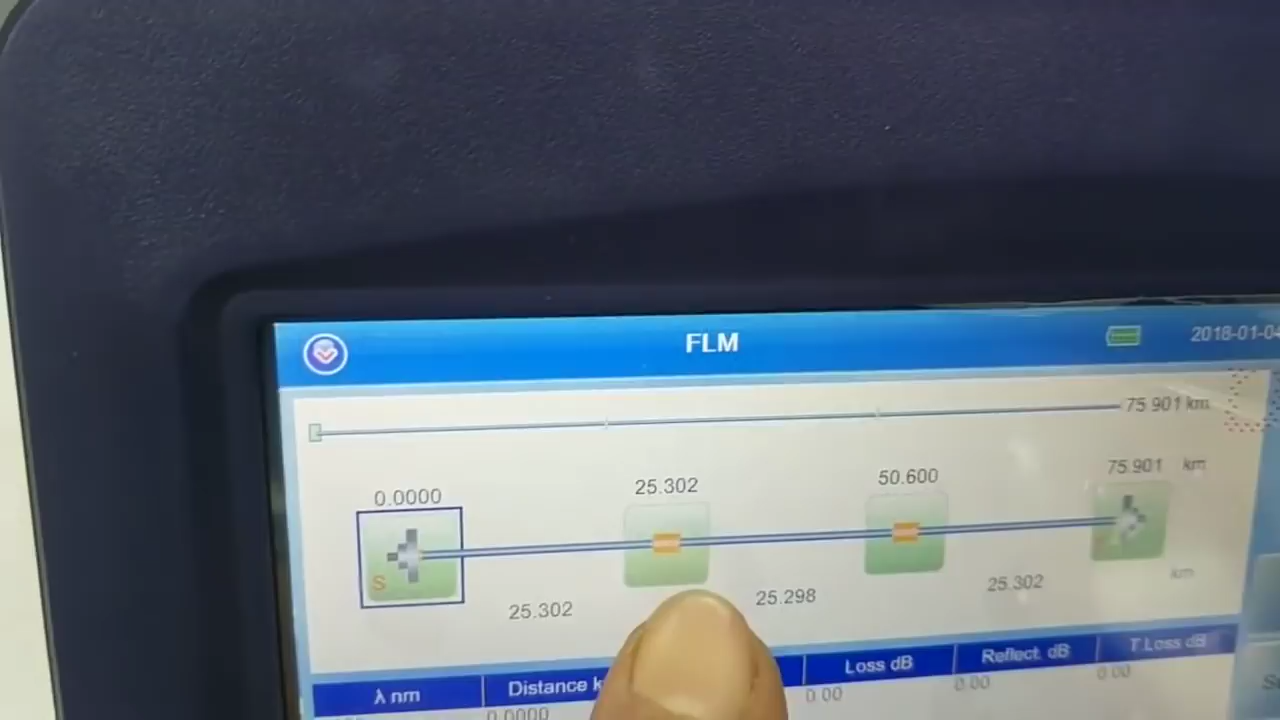 FLM
2018-01-04
75.901 km
0.0000 25.302 50.600 75.901 km
S
25.302 25.298 25.302 km
λ nm Distance k Loss dB Reflect. dB T.Loss dB
0.0000 0.00 0.00 0.00